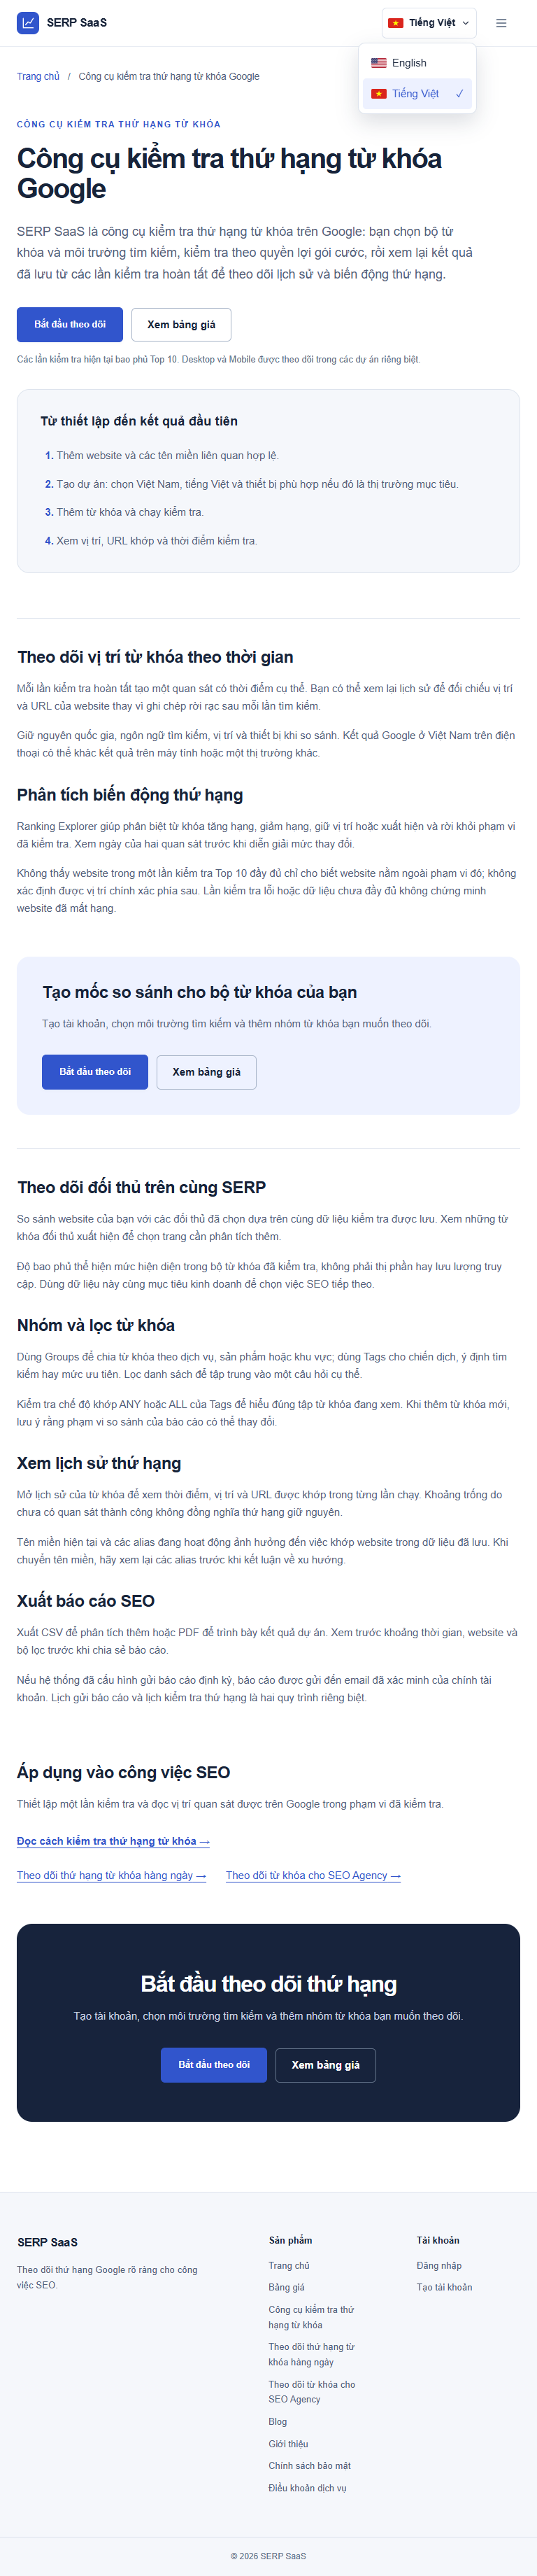 SERP SaaS
Tiếng Việt
English
Tiếng Việt
Trang chủ / Công cụ kiểm tra thứ hạng từ khóa Google
CÔNG CỤ KIỂM TRA THỨ HẠNG TỪ KHÓA
Công cụ kiểm tra thứ hạng từ khóa
Google
SERP SaaS là công cụ kiểm tra thứ hạng từ khóa trên Google: bạn chọn bộ từ
khóa và môi trường tìm kiếm, kiểm tra theo quyền lợi gói cước, rồi xem lại kết quả
đã lưu từ các lần kiểm tra hoàn tất để theo dõi lịch sử và biến động thứ hạng.
Bắt đầu theo dõi
Xem bảng giá
Các lần kiểm tra hiện tại bao phủ Top 10. Desktop và Mobile được theo dõi trong các dự án riêng biệt.
Từ thiết lập đến kết quả đầu tiên
1. Thêm website và các tên miền liên quan hợp lệ.
2. Tạo dự án: chọn Việt Nam, tiếng Việt và thiết bị phù hợp nếu đó là thị trường mục tiêu.
3. Thêm từ khóa và chạy kiểm tra.
4. Xem vị trí, URL khớp và thời điểm kiểm tra.
Theo dõi vị trí từ khóa theo thời gian
Mỗi lần kiểm tra hoàn tất tạo một quan sát có thời điểm cụ thể. Bạn có thể xem lại lịch sử để đối chiếu vị trí
và URL của website thay vì ghi chép rời rạc sau mỗi lần tìm kiếm.
Giữ nguyên quốc gia, ngôn ngữ tìm kiếm, vị trí và thiết bị khi so sánh. Kết quả Google ở Việt Nam trên điện
thoại có thể khác kết quả trên máy tính hoặc một thị trường khác.
Phân tích biến động thứ hạng
Ranking Explorer giúp phân biệt từ khóa tăng hạng, giảm hạng, giữ vị trí hoặc xuất hiện và rời khỏi phạm vi
đã kiểm tra. Xem ngày của hai quan sát trước khi diễn giải mức thay đổi.
Không thấy website trong một lần kiểm tra Top 10 đầy đủ chỉ cho biết website nằm ngoài phạm vi đó; không
xác định được vị trí chính xác phía sau. Lần kiểm tra lỗi hoặc dữ liệu chưa đầy đủ không chứng minh
website đã mất hạng.
Tạo mốc so sánh cho bộ từ khóa của bạn
Tạo tài khoản, chọn môi trường tìm kiếm và thêm nhóm từ khóa bạn muốn theo dõi.
Bắt đầu theo dõi
Xem bảng giá
Theo dõi đối thủ trên cùng SERP
So sánh website của bạn với các đối thủ đã chọn dựa trên cùng dữ liệu kiểm tra được lưu. Xem những từ
khóa đối thủ xuất hiện để chọn trang cần phân tích thêm.
Độ bao phủ thể hiện mức hiện diện trong bộ từ khóa đã kiểm tra, không phải thị phần hay lưu lượng truy
cập. Dùng dữ liệu này cùng mục tiêu kinh doanh để chọn việc SEO tiếp theo.
Nhóm và lọc từ khóa
Dùng Groups để chia từ khóa theo dịch vụ, sản phẩm hoặc khu vực; dùng Tags cho chiến dịch, ý định tìm
kiếm hay mức ưu tiên. Lọc danh sách để tập trung vào một câu hỏi cụ thể.
Kiểm tra chế độ khớp ANY hoặc ALL của Tags để hiểu đúng tập từ khóa đang xem. Khi thêm từ khóa mới,
lưu ý rằng phạm vi so sánh của báo cáo có thể thay đổi.
Xem lịch sử thứ hạng
Mở lịch sử của từ khóa để xem thời điểm, vị trí và URL được khớp trong từng lần chạy. Khoảng trống do
chưa có quan sát thành công không đồng nghĩa thứ hạng giữ nguyên.
Tên miền hiện tại và các alias đang hoạt động ảnh hưởng đến việc khớp website trong dữ liệu đã lưu. Khi
chuyển tên miền, hãy xem lại các alias trước khi kết luận về xu hướng.
Xuất báo cáo SEO
Xuất CSV để phân tích thêm hoặc PDF để trình bày kết quả dự án. Xem trước khoảng thời gian, website và
bộ lọc trước khi chia sẻ báo cáo.
Nếu hệ thống đã cấu hình gửi báo cáo định kỳ, báo cáo được gửi đến email đã xác minh của chính tài
khoản. Lịch gửi báo cáo và lịch kiểm tra thứ hạng là hai quy trình riêng biệt.
Áp dụng vào công việc SEO
Thiết lập một lần kiểm tra và đọc vị trí quan sát được trên Google trong phạm vi đã kiểm tra.
Đọc cách kiểm tra thứ hạng từ khóa →
Theo dõi thứ hạng từ khóa hàng ngày → Theo dõi từ khóa cho SEO Agency →
Bắt đầu theo dõi thứ hạng
Tạo tài khoản, chọn môi trường tìm kiếm và thêm nhóm từ khóa bạn muốn theo dõi.
Bắt đầu theo dõi
Xem bảng giá
SERP SaaS
Theo dõi thứ hạng Google rõ ràng cho công
việc SEO.
Sản phẩm
Trang chủ
Bảng giá
Công cụ kiểm tra thứ
hạng từ khóa
Theo dõi thứ hạng từ
khóa hàng ngày
Theo dõi từ khóa cho
SEO Agency
Blog
Giới thiệu
Chính sách bảo mật
Điều khoản dịch vụ
Tài khoản
Đăng nhập
Tạo tài khoản
© 2026 SERP SaaS